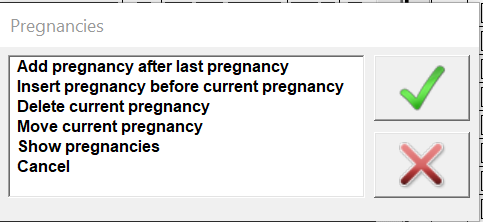 Pregnancies
Add pregnancy after last pregnancy
Insert pregnancy before current pregnancy
Delete current pregnancy
Move current pregnancy
Show pregnancies
Cancel